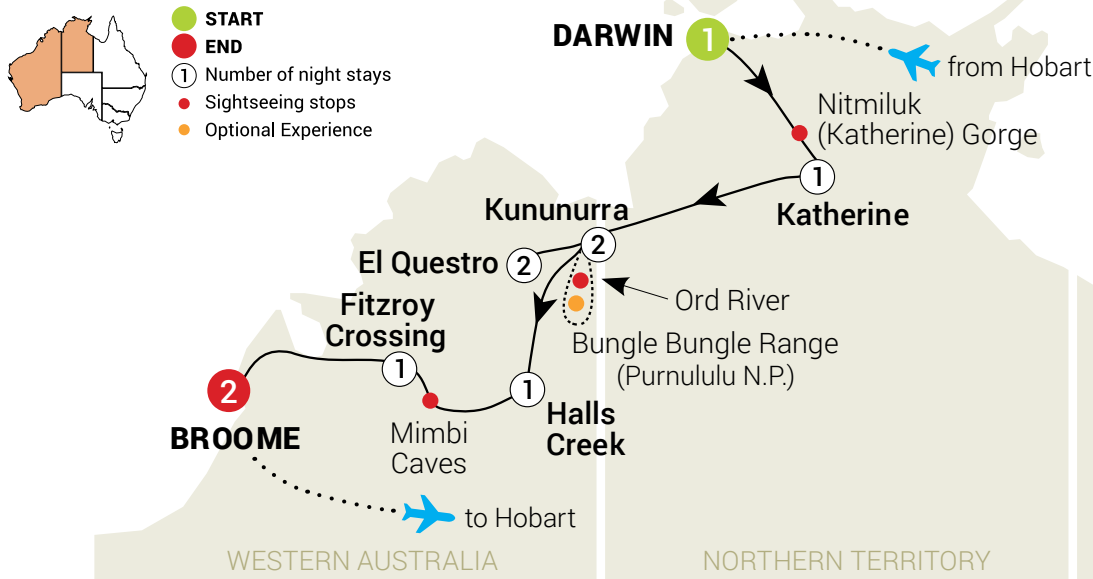 START
END
1 Number of night stays
Sightseeing stops
Optional Experience
DARWIN
1
from Hobart
Nitmiluk
(Katherine) Gorge
1
Katherine
Kununurra
2
El Questro
2
Ord River
Bungle Bungle Range
(Purnululu N.P.)
Fitzroy
Crossing
1
1
Halls
Creek
Mimbi
Caves
2
BROOME
to Hobart
WESTERN AUSTRALIA
NORTHERN TERRITORY